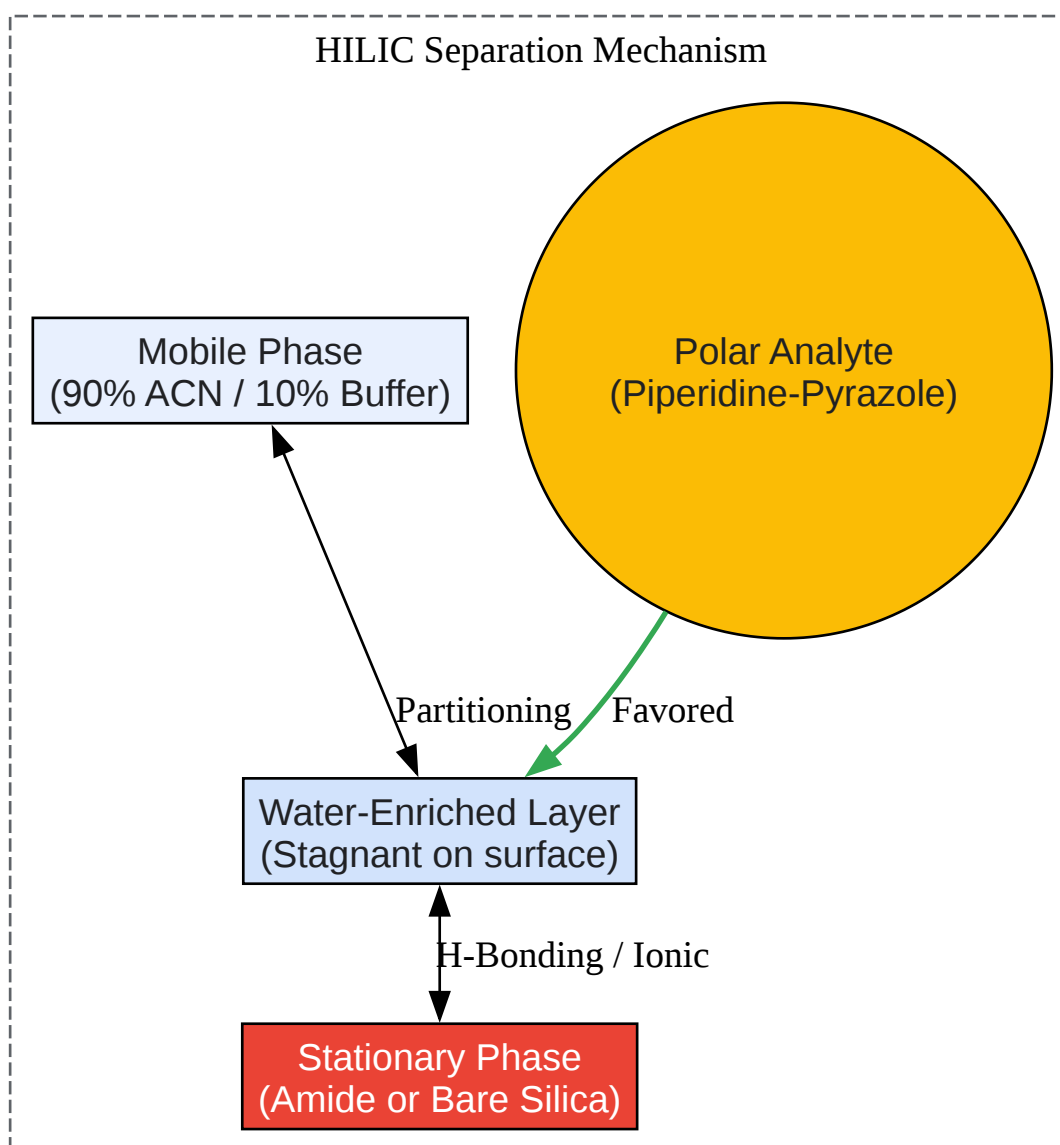 HILIC Separation Mechanism
Mobile Phase
(90% ACN / 10% Buffer)
Polar Analyte
(Piperidine-Pyrazole)
Partitioning
Favored
Water-Enriched Layer
(Stagnant on surface)
H-Bonding / Ionic
Stationary Phase
(Amide or Bare Silica)